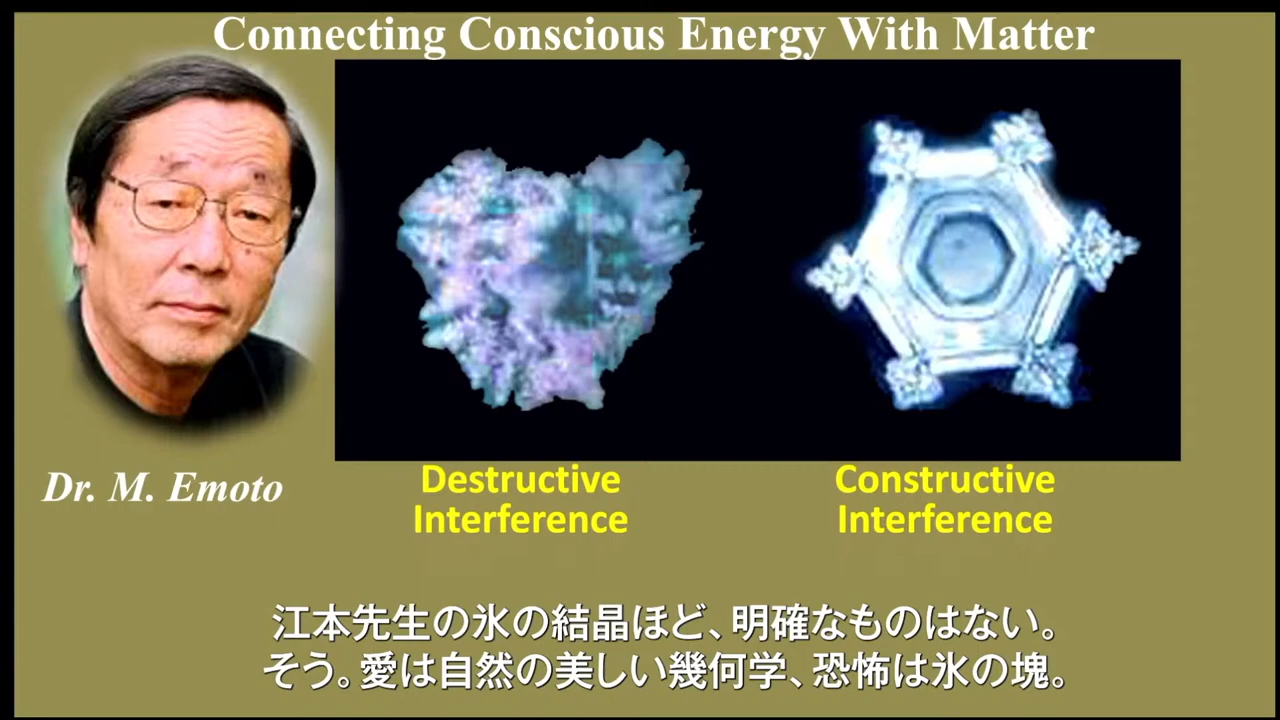 Connecting Conscious Energy With Matter
Dr. M. Emoto
Destructive
Interference
Constructive
Interference
江本先生の氷の結晶ほど、明確なものはない。
そう。愛は自然の美しい幾何学、恐怖は氷の塊。